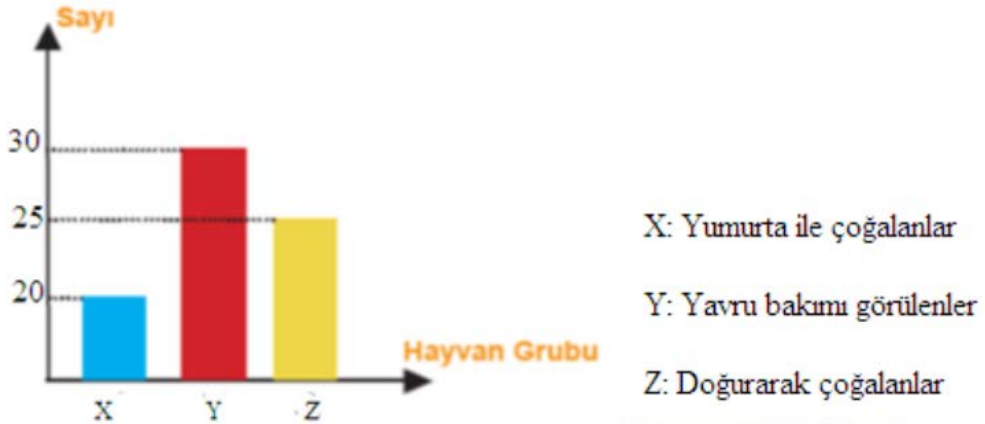 Sayı
30
25
20
X Y Z
Hayvan Grubu
X: Yumurta ile çoğalanlar
Y: Yavru bakımı görülenler
Z: Doğurarak çoğalanlar